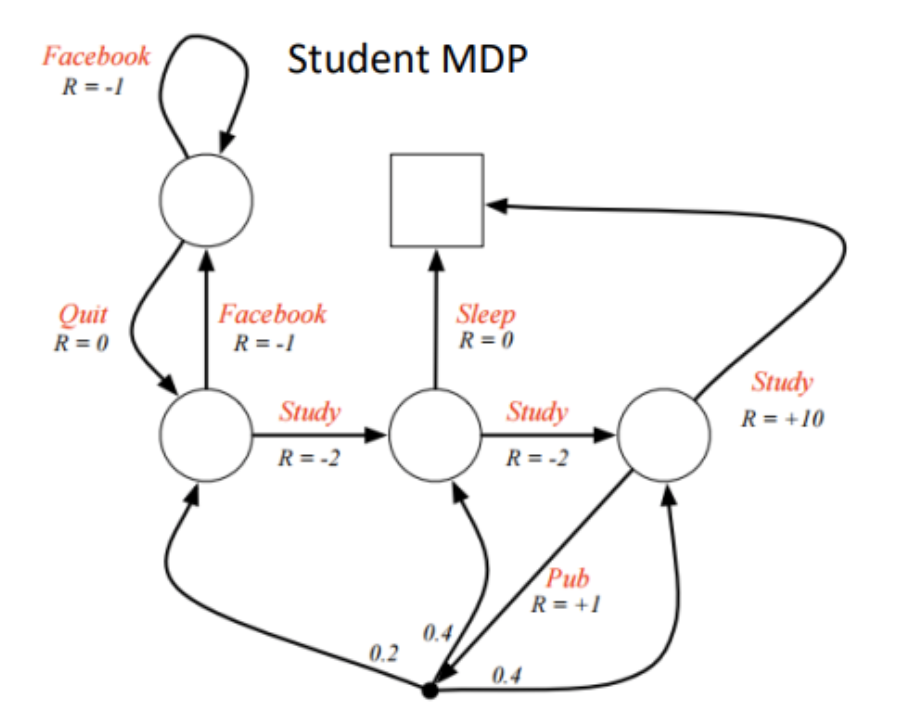 Student MDP
Facebook
R = -1
Quit
R = 0
Facebook
R = -1
Sleep
R = 0
Study
R = -2
Study
R = -2
Study
R = +10
Pub
R = +1
0.2
0.4
0.4